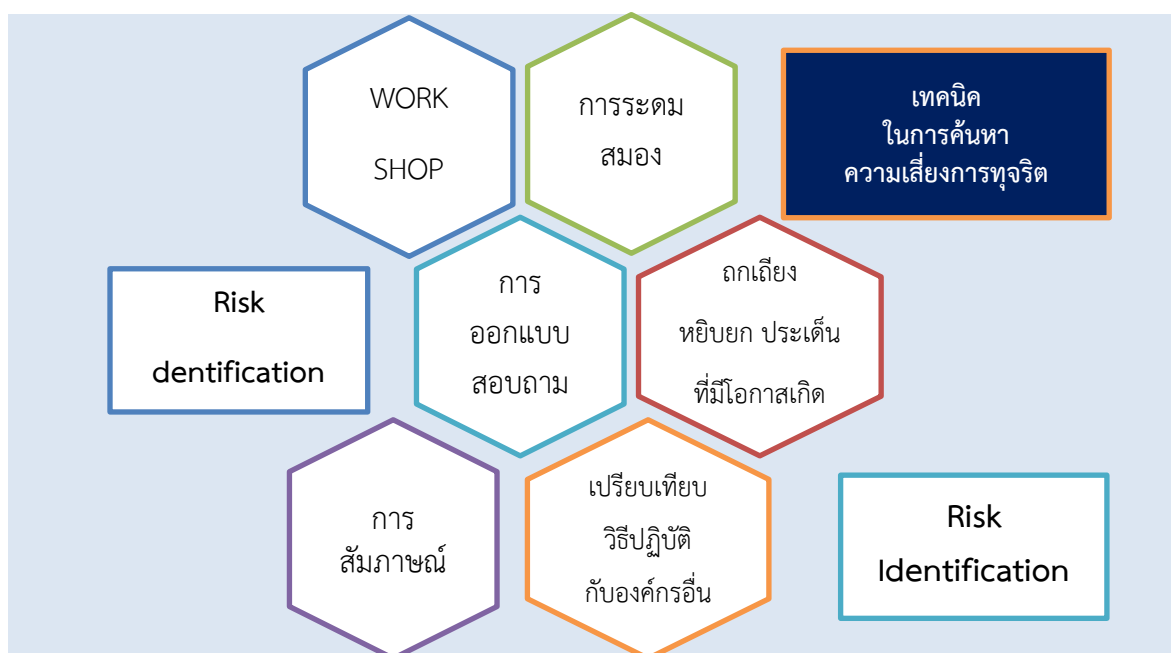 WORK
SHOP
การระดม
สมอง
เทคนิค
ในการค้นหา
ความเสี่ยงการทุจริต
Risk
dentification
การ
ออกแบบ
สอบถาม
ถกเถียง
หยิบยก ประเด็น
ที่มีโอกาสเกิด
การ
สัมภาษณ์
เปรียบเทียบ
วิธีปฏิบัติ
กับองค์กรอื่น
Risk
Identification